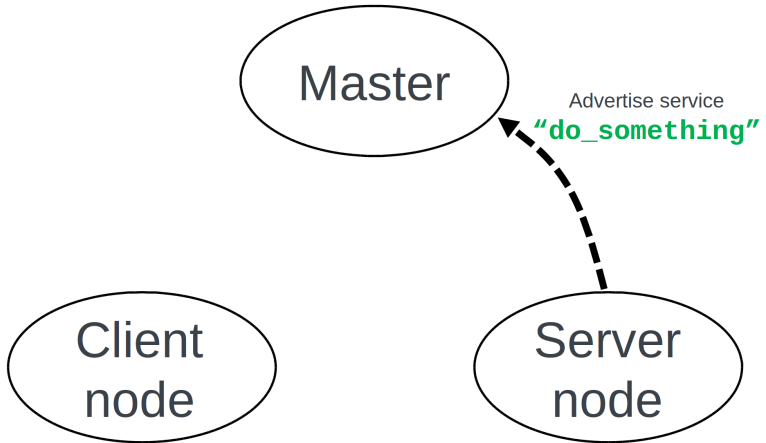 Master
Advertise service
“do_something”
Client
node
Server
node